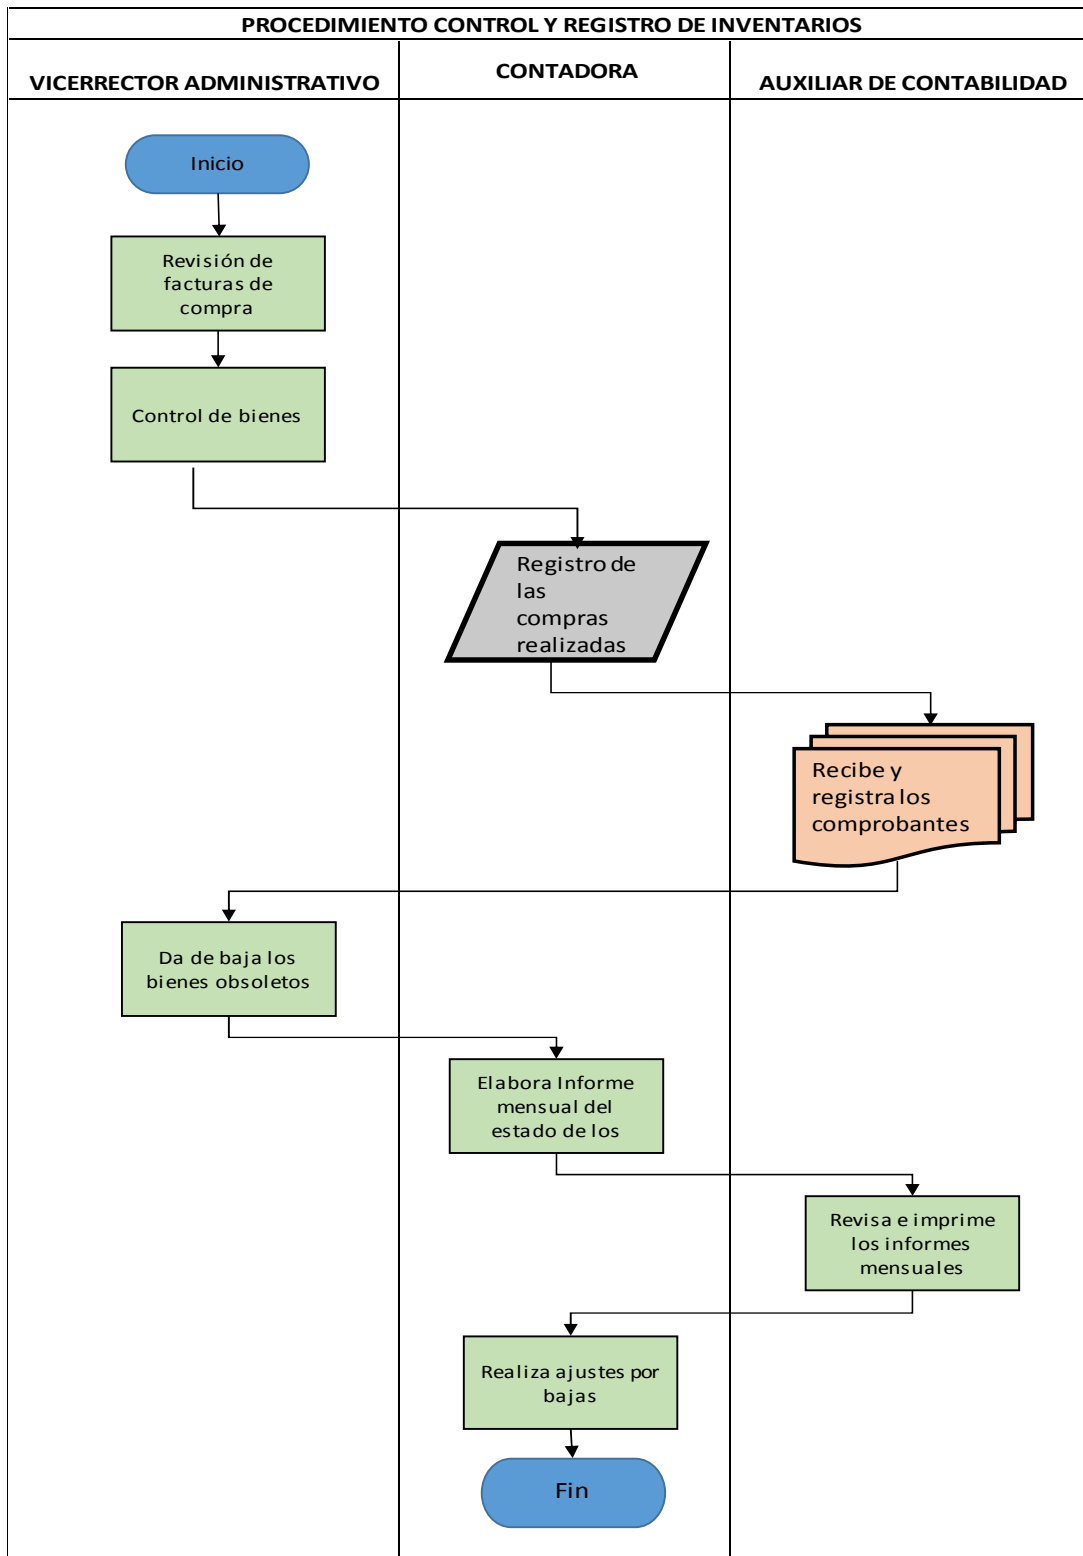 PROCEDIMIENTO CONTROL Y REGISTRO DE INVENTARIOS
VICERRECTOR ADMINISTRATIVO
CONTADORA
AUXILIAR DE CONTABILIDAD
Inicio
Revisión de
facturas de
compra
Control de bienes
Registro de
las
compras
realizadas
Recibe y
registra los
comprobantes
Da de baja los
bienes obsoletos
Elabora Informe
mensual del
estado de los
Revisa e imprime
los informes
mensuales
Realiza ajustes por
bajas
Fin